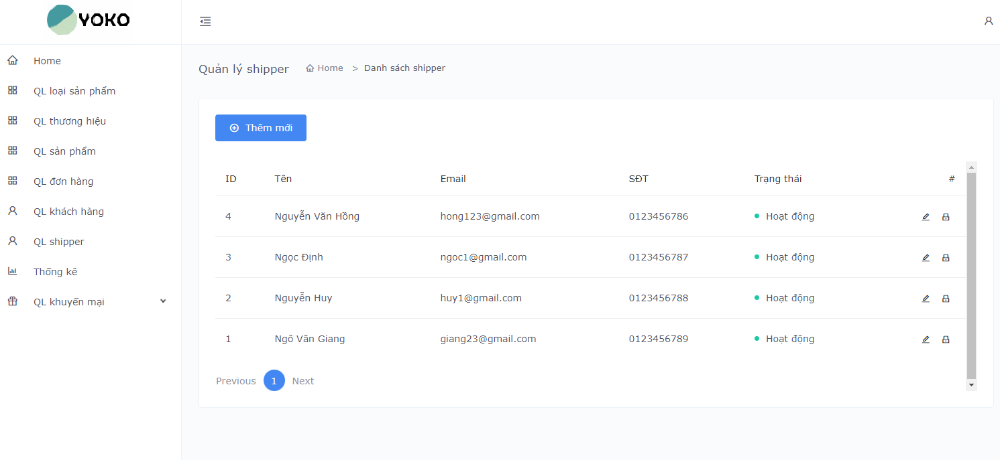 YOKO
Home
QL loại sản phẩm
QL thương hiệu
QL sản phẩm
QL đơn hàng
QL khách hàng
QL shipper
Thống kê
QL khuyến mại
Quản lý shipper Home > Danh sách shipper
Thêm mới
ID Tên Email SĐT Trạng thái #
4 Nguyễn Văn Hồng hong123@gmail.com 0123456786 Hoạt động
3 Ngọc Định ngoc1@gmail.com 0123456787 Hoạt động
2 Nguyễn Huy huy1@gmail.com 0123456788 Hoạt động
1 Ngô Văn Giang giang23@gmail.com 0123456789 Hoạt động
Previous 1 Next